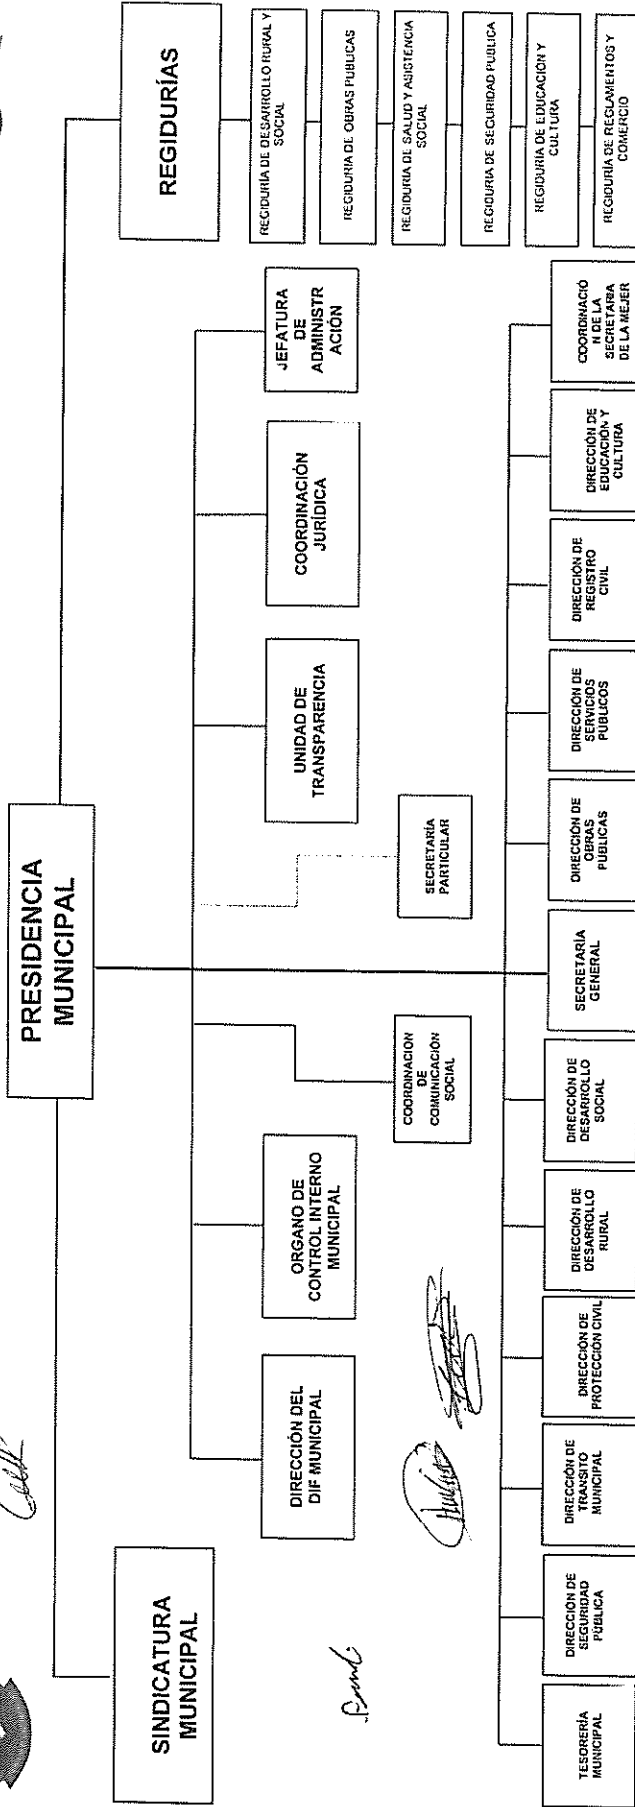 PRESIDENCIA
MUNICIPAL
SINDICATURA
MUNICIPAL
REGIDURÍAS
REGIDURÍA DE DESARROLLO RURAL Y
SOCIAL
REGIDURÍA DE OBRAS PUBLICAS
REGIDURÍA DE SALUD Y ASISTENCIA
SOCIAL
REGIDURÍA DE SEGURIDAD PUBLICA
REGIDURÍA DE EDUCACIÓN Y
CULTURA
REGIDURÍA DE REGLAMENTOS Y
COMERCIO
DIRECCIÓN DEL
DIF MUNICIPAL
ORGANO DE
CONTROL INTERNO
MUNICIPAL
UNIDAD DE
TRANSPARENCIA
COORDINACIÓN
JURÍDICA
JEFATURA
DE
ADMINISTR
ACIÓN
COORDINACION
DE
COMUNICACIÓN
SOCIAL
SECRETARÍA
PARTICULAR
TESORERÍA
MUNICIPAL
DIRECCIÓN DE
SEGURIDAD
PÚBLICA
DIRECCIÓN DE
TRANSITO
MUNICIPAL
DIRECCIÓN DE
PROTECCIÓN CIVIL
DIRECCIÓN DE
DESARROLLO
RURAL
DIRECCIÓN DE
DESARROLLO
SOCIAL
SECRETARÍA
GENERAL
DIRECCIÓN DE
OBRAS
PUBLICAS
DIRECCIÓN DE
SERVICIOS
PUBLICOS
DIRECCIÓN DE
REGISTRO
CIVIL
DIRECCIÓN DE
EDUCACIÓN Y
CULTURA
COORDINACIÓ
N DE LA
SECRETARIA
DE LA MEJER